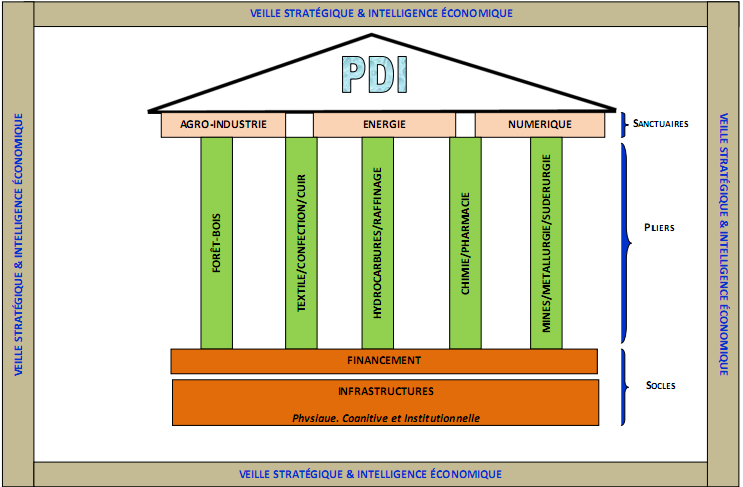 VEILLE STRATÉGIQUE & INTELLIGENCE ÉCONOMIQUE
PDI
AGRO-INDUSTRIE
ENERGIE
NUMERIQUE
SANCTUAIRES
FORÊT-BOIS
TEXTILE/CONFECTION/CUIR
HYDROCARBURES/RAFFINAGE
CHIMIE/PHARMACIE
MINES/METALLURGIE/SUDERURGIE
PILIERS
FINANCEMENT
INFRASTRUCTURES
Physique. Cognitive et Institutionnelle
SOCLES
VEILLE STRATÉGIQUE & INTELLIGENCE ÉCONOMIQUE
VEILLE STRATÉGIQUE & INTELLIGENCE ÉCONOMIQUE
VEILLE STRATÉGIQUE & INTELLIGENCE ÉCONOMIQUE